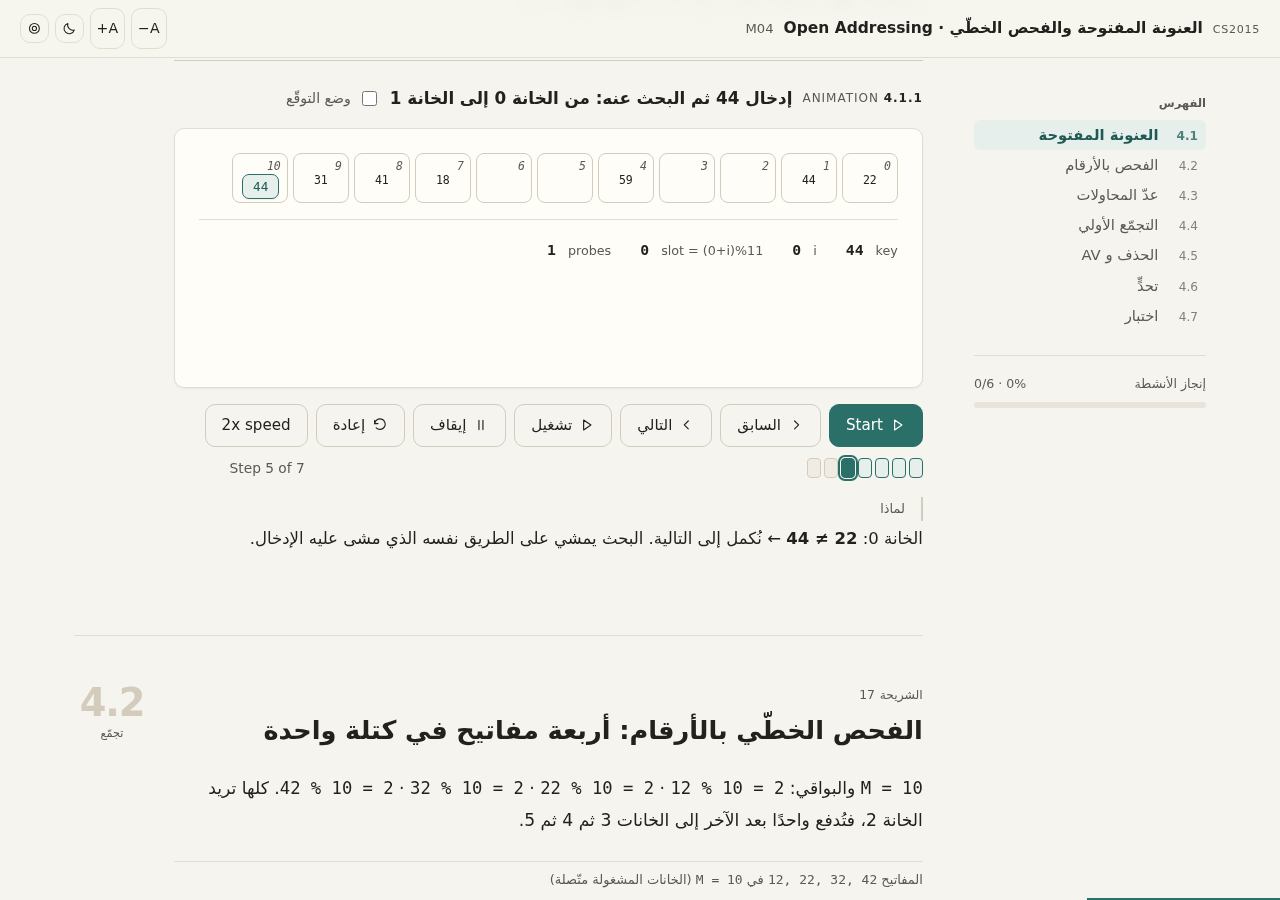 CS2015 العنونة المفتوحة والفحص الخطّي · Open Addressing M04
A− A+
الفهرس
4.1 العنونة المفتوحة
4.2 الفحص بالأرقام
4.3 عدّ المحاولات
4.4 التجمّع الأولي
4.5 الحذف و AV
4.6 تحدٍّ
4.7 اختبار
إنجاز الأنشطة 0/6 · 0%
ANIMATION 4.1.1 إدخال 44 ثم البحث عنه: من الخانة 0 إلى الخانة 1 وضع التوقّع
0 1 2 3 4 5 6 7 8 9 10
22 44 59 18 41 31 44
key 44 i 0 slot = (0+i)%11 0 probes 1
Start السابق التالي تشغيل إيقاف إعادة 2x speed
Step 5 of 7
لماذا
الخانة 0: 22 ≠ 44 ← نُكمل إلى التالية. البحث يمشي على الطريق نفسه الذي مشى عليه الإدخال.
4.2
تجمّع
الشريحة 17
الفحص الخطّي بالأرقام: أربعة مفاتيح في كتلة واحدة
M = 10 والبواقي: 12 % 10 = 2 · 22 % 10 = 2 · 32 % 10 = 2 · 42 % 10 = 2. كلها تريد
الخانة 2، فتُدفع واحدًا بعد الآخر إلى الخانات 3 ثم 4 ثم 5.
المفاتيح 12, 22, 32, 42 في M = 10 (الخانات المشغولة متّصلة)